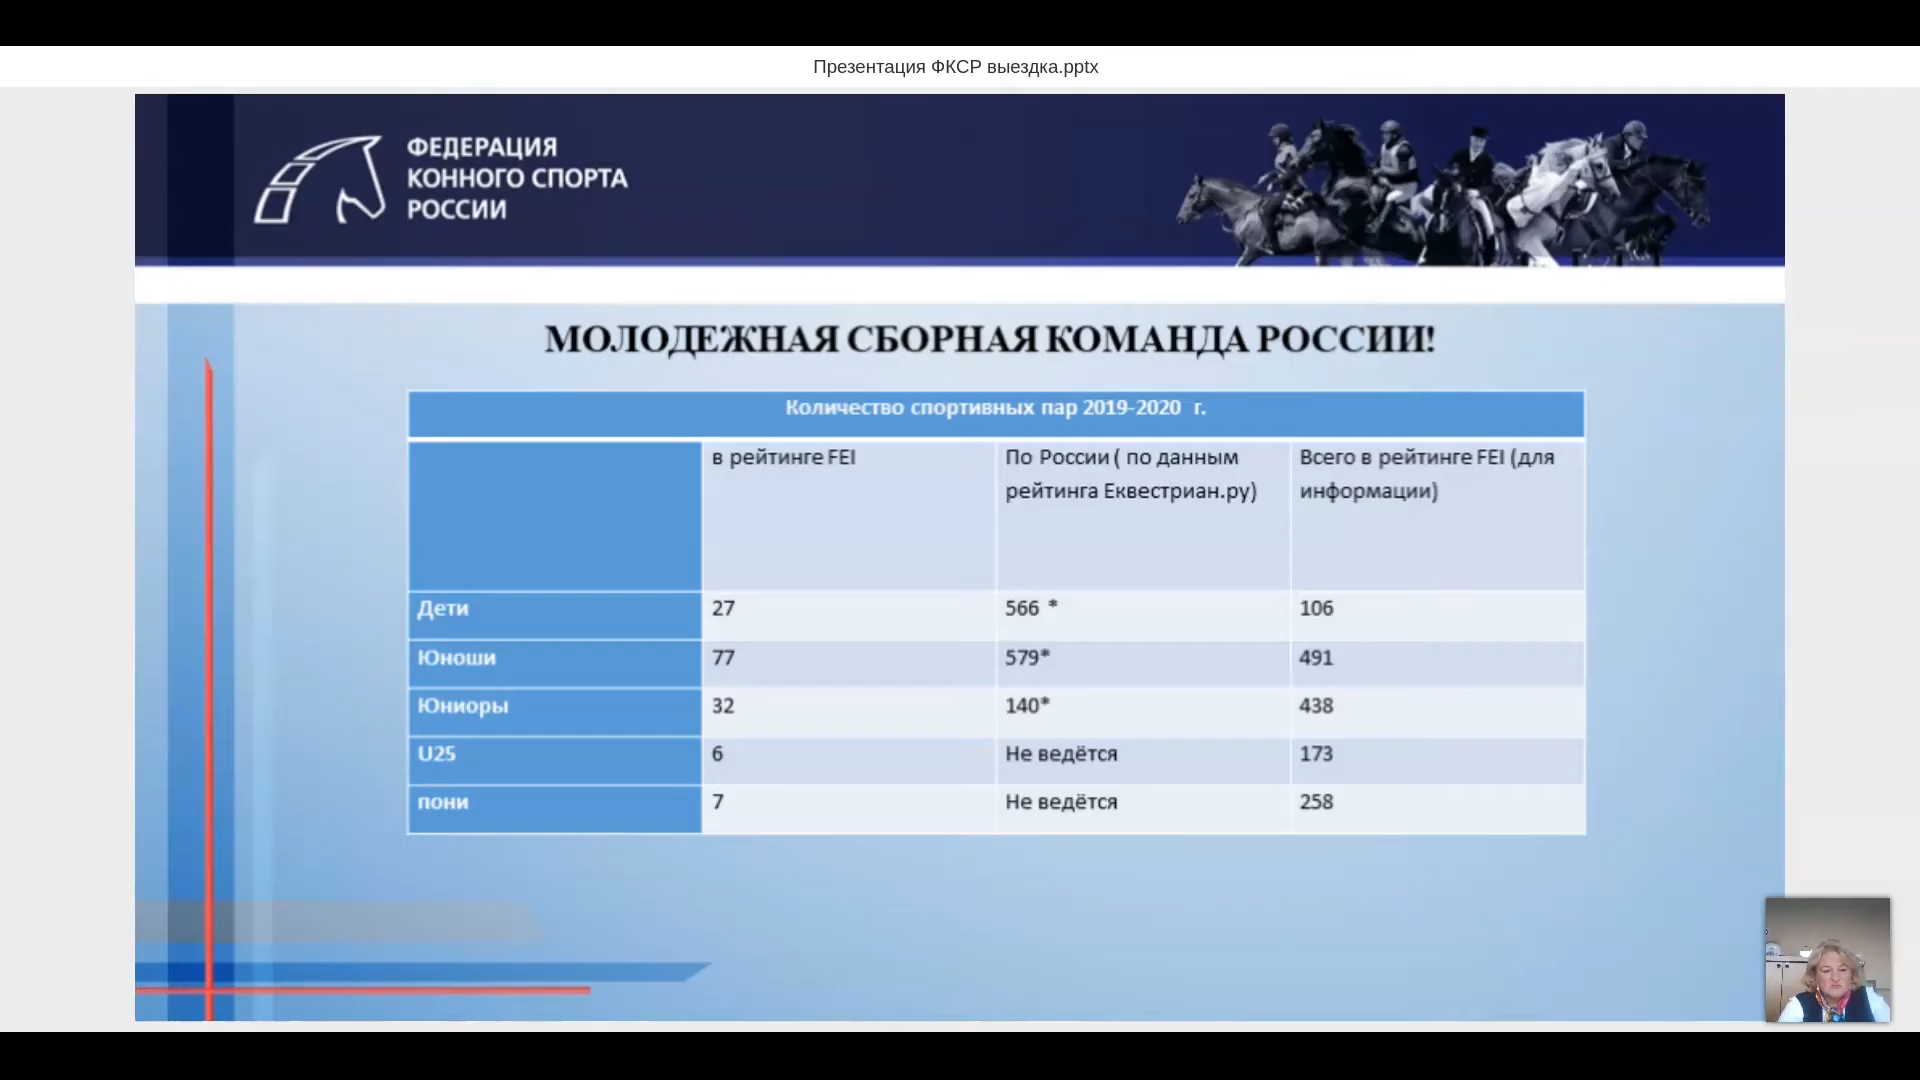 Презентация ФКСР выездка.pptx
ФЕДЕРАЦИЯ
КОННОГО СПОРТА
РОССИИ
МОЛОДЕЖНАЯ СБОРНАЯ КОМАНДА РОССИИ!
Количество спортивных пар 2019-2020 г.
в рейтинге FEI
По России ( по данным
рейтинга Еквестриан.ру)
Всего в рейтинге FEI (для
информации)
Дети 27 566 * 106
Юноши 77 579* 491
Юниоры 32 140* 438
U25 6 Не ведётся 173
пони 7 Не ведётся 258